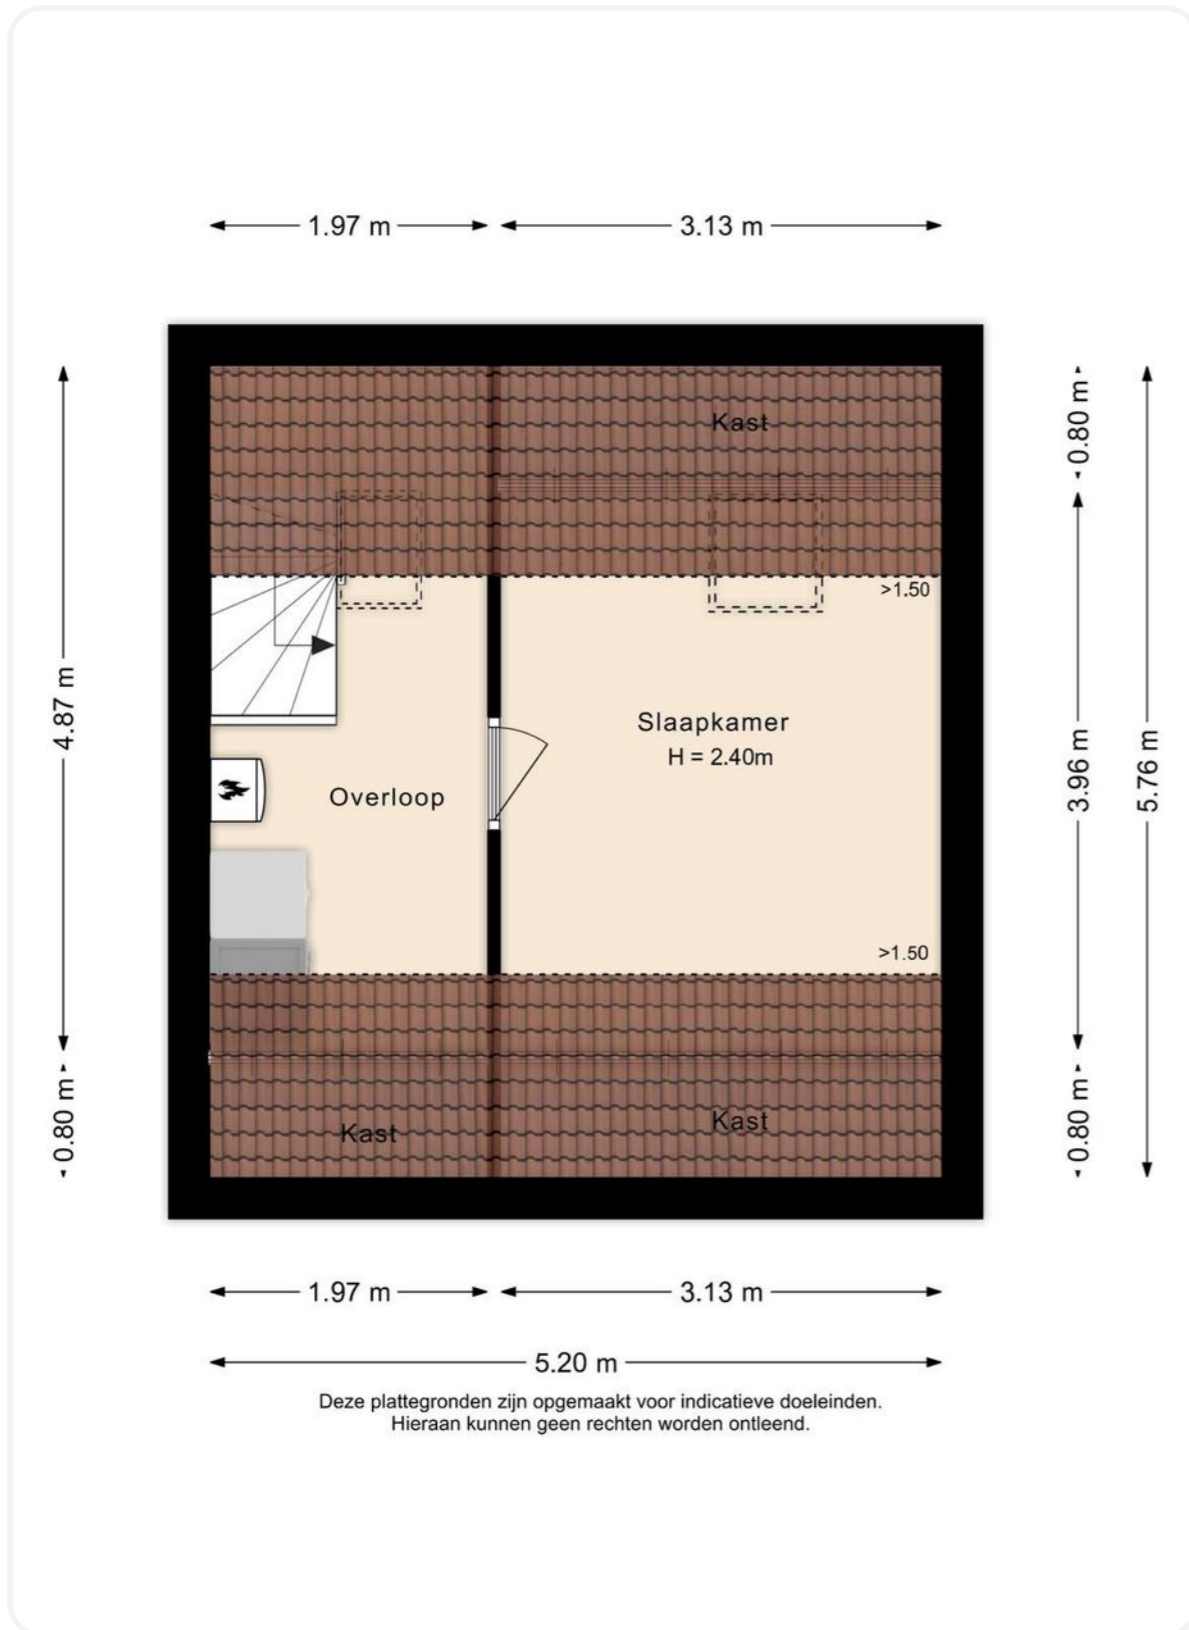 1.97 m
3.13 m
Kast
0.80 m
>1.50
4.87 m
Slaapkamer
H = 2.40m
3.96 m
5.76 m
Overloop
>1.50
0.80 m
Kast
Kast
0.80 m
1.97 m
3.13 m
5.20 m
Deze plattegronden zijn opgemaakt voor indicatieve doeleinden.
Hieraan kunnen geen rechten worden ontleend.